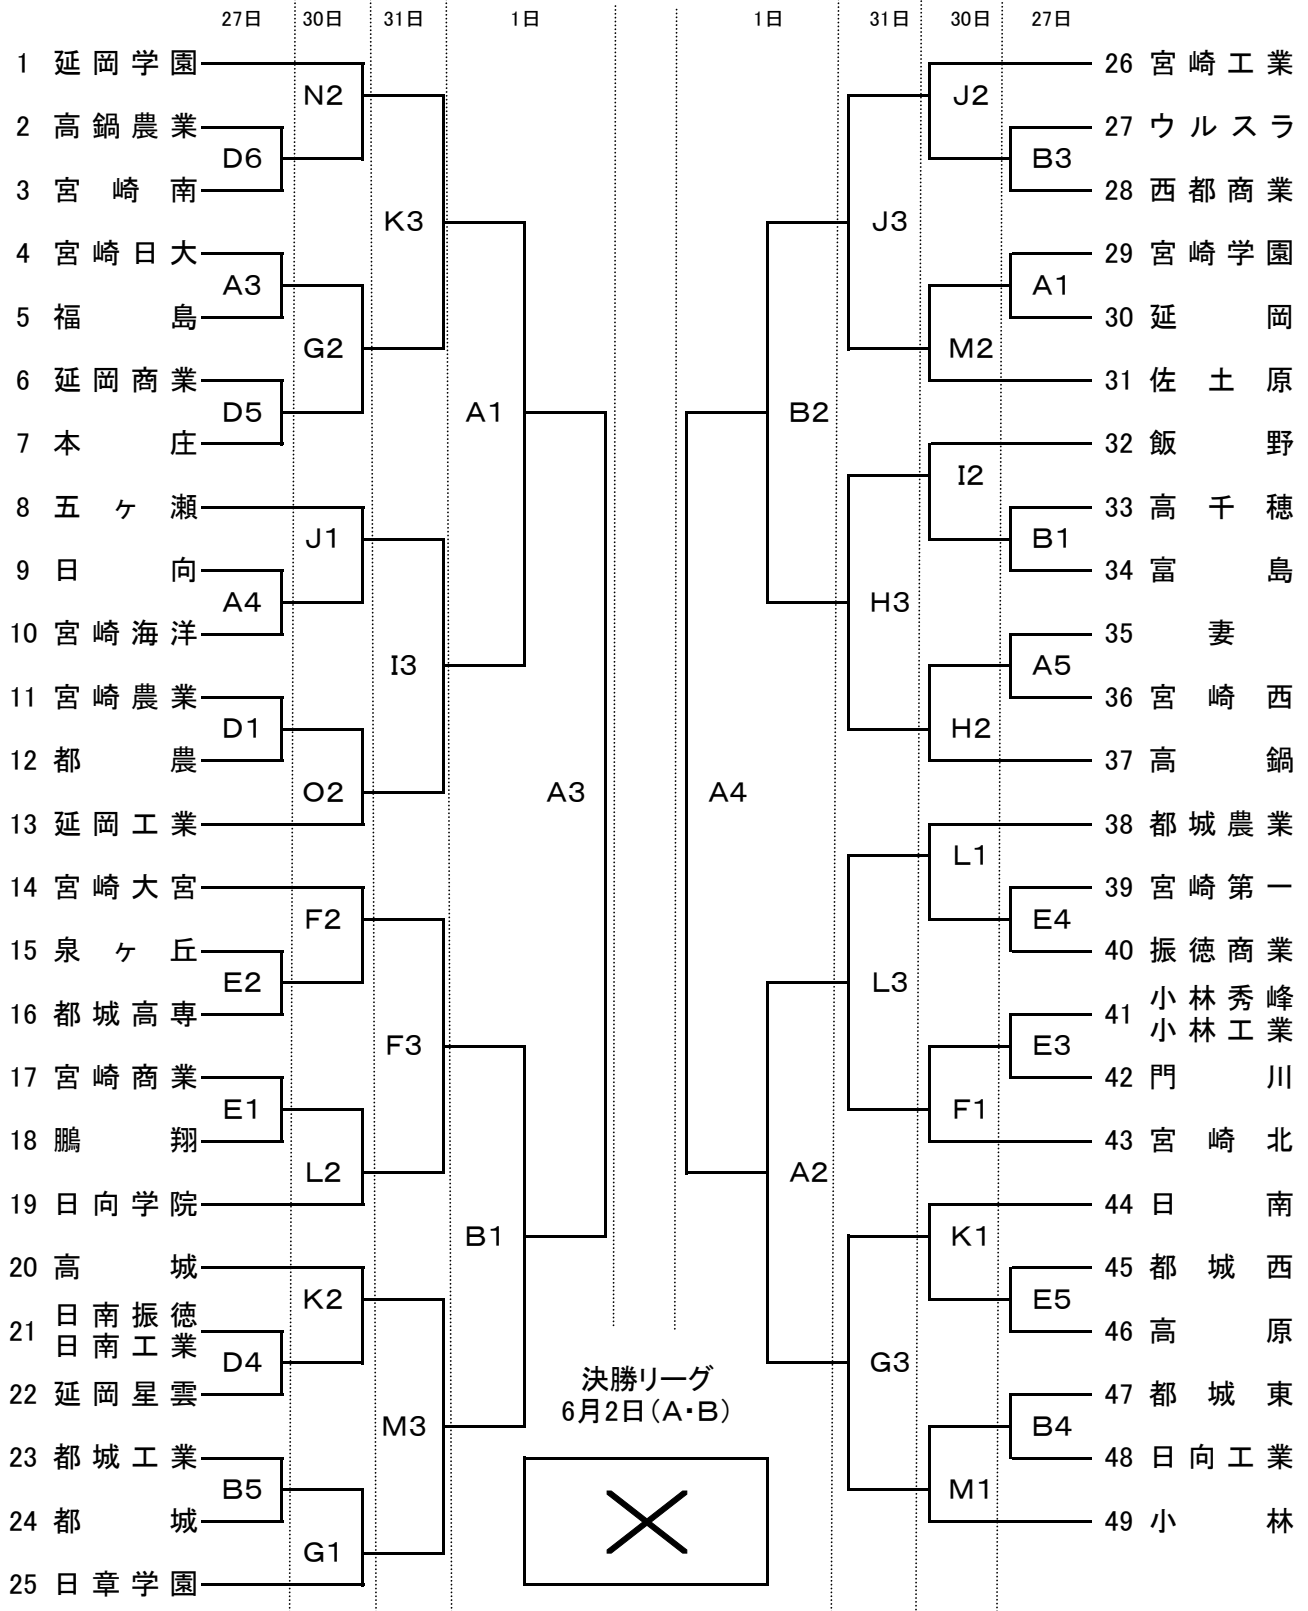 27日 30日 31日 1日 1日 31日 30日 27日
1 延岡学園
N2
2 高鍋農業
D6
3 宮崎南
K3
4 宮崎日大
A3
5 福島
G2
6 延岡商業
D5
7 本庄
A1
8 五ヶ瀬
J1
9 日向
A4
10 宮崎海洋
I3
11 宮崎農業
D1
12 都農
O2
13 延岡工業
A3
14 宮崎大宮
F2
15 泉ヶ丘
E2
16 都城高専
F3
17 宮崎商業
E1
18 鵬翔
L2
19 日向学院
B1
20 高城
K2
21 日南振徳
日南工業
D4
22 延岡星雲
M3
23 都城工業
B5
24 都城
G1
25 日章学園
26 宮崎工業
J2
27 ウルスラ
B3
28 西都商業
J3
29 宮崎学園
A1
30 延岡
M2
31 佐土原
B2
32 飯野
I2
33 高千穂
B1
34 富島
H3
35 妻
A5
36 宮崎西
H2
37 高鍋
A4
38 都城農業
L1
39 宮崎第一
E4
40 振徳商業
L3
41 小林秀峰
小林工業
E3
42 門川
F1
43 宮崎北
A2
44 日南
K1
45 都城西
E5
46 高原
G3
47 都城東
B4
48 日向工業
M1
49 小林
決勝リーグ
6月2日(A・B)